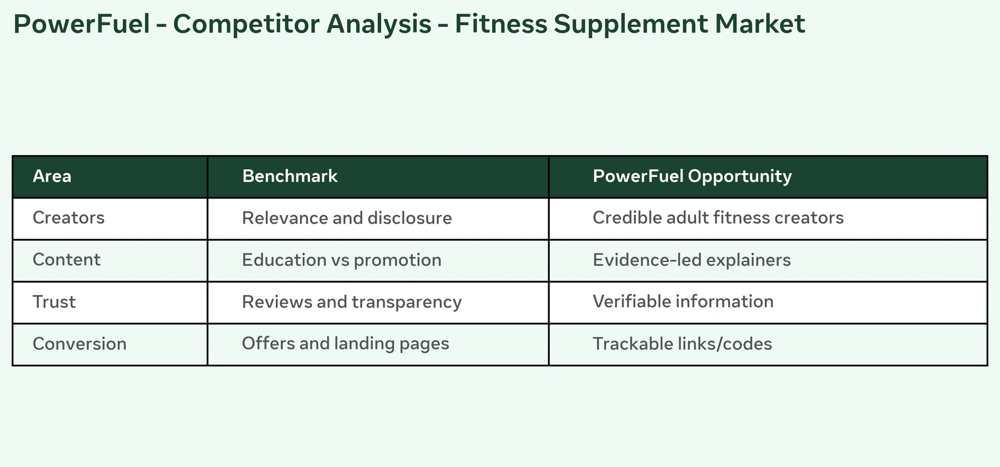 PowerFuel - Competitor Analysis - Fitness Supplement Market
Area Benchmark PowerFuel Opportunity
Creators Relevance and disclosure Credible adult fitness creators
Content Education vs promotion Evidence-led explainers
Trust Reviews and transparency Verifiable information
Conversion Offers and landing pages Trackable links/codes